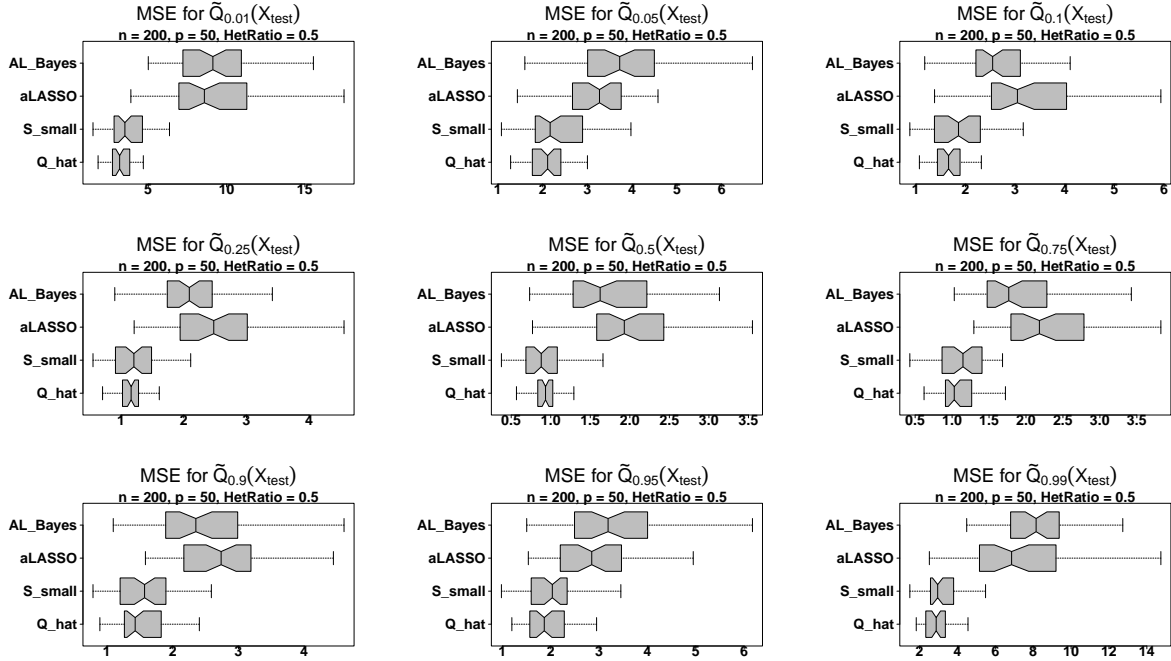 MSE for Q̃0.01(Xtest)
n = 200, p = 50, HetRatio = 0.5
AL_Bayes
aLASSO
S_small
Q_hat
5 10 15
MSE for Q̃0.05(Xtest)
n = 200, p = 50, HetRatio = 0.5
AL_Bayes
aLASSO
S_small
Q_hat
1 2 3 4 5 6
MSE for Q̃0.1(Xtest)
n = 200, p = 50, HetRatio = 0.5
AL_Bayes
aLASSO
S_small
Q_hat
1 2 3 4 5 6
MSE for Q̃0.25(Xtest)
n = 200, p = 50, HetRatio = 0.5
AL_Bayes
aLASSO
S_small
Q_hat
1 2 3 4
MSE for Q̃0.5(Xtest)
n = 200, p = 50, HetRatio = 0.5
AL_Bayes
aLASSO
S_small
Q_hat
0.5 1.0 1.5 2.0 2.5 3.0 3.5
MSE for Q̃0.75(Xtest)
n = 200, p = 50, HetRatio = 0.5
AL_Bayes
aLASSO
S_small
Q_hat
0.5 1.0 1.5 2.0 2.5 3.0 3.5
MSE for Q̃0.9(Xtest)
n = 200, p = 50, HetRatio = 0.5
AL_Bayes
aLASSO
S_small
Q_hat
1 2 3 4
MSE for Q̃0.95(Xtest)
n = 200, p = 50, HetRatio = 0.5
AL_Bayes
aLASSO
S_small
Q_hat
1 2 3 4 5 6
MSE for Q̃0.99(Xtest)
n = 200, p = 50, HetRatio = 0.5
AL_Bayes
aLASSO
S_small
Q_hat
2 4 6 8 10 12 14